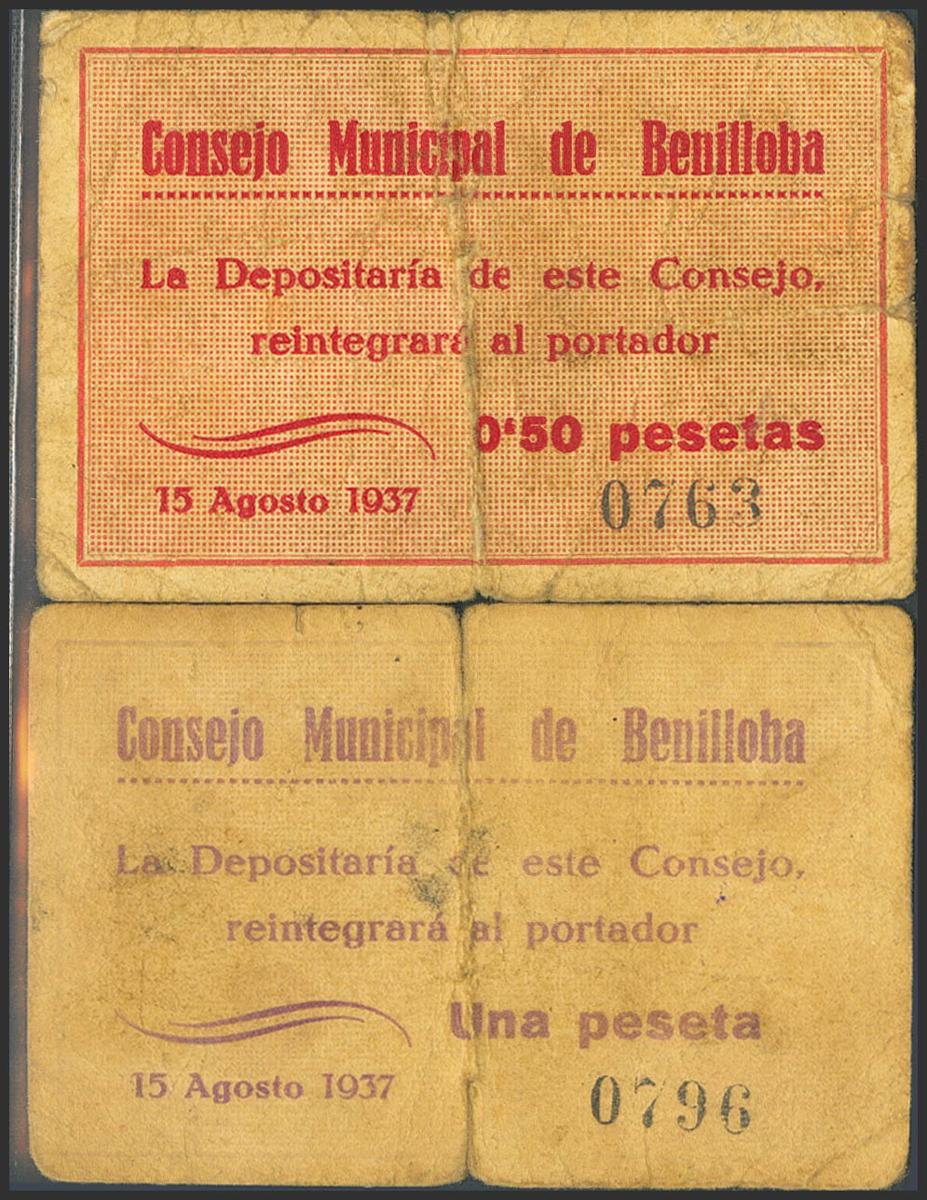 Consejo Municipal de Benilloba
La Depositaría de este Consejo,
reintegrará al portador
0‘50 pesetas
15 Agosto 1937
0763
Consejo Municipal de Benilloba
La Depositaría de este Consejo,
reintegrará al portador
Una peseta
15 Agosto 1937
0796